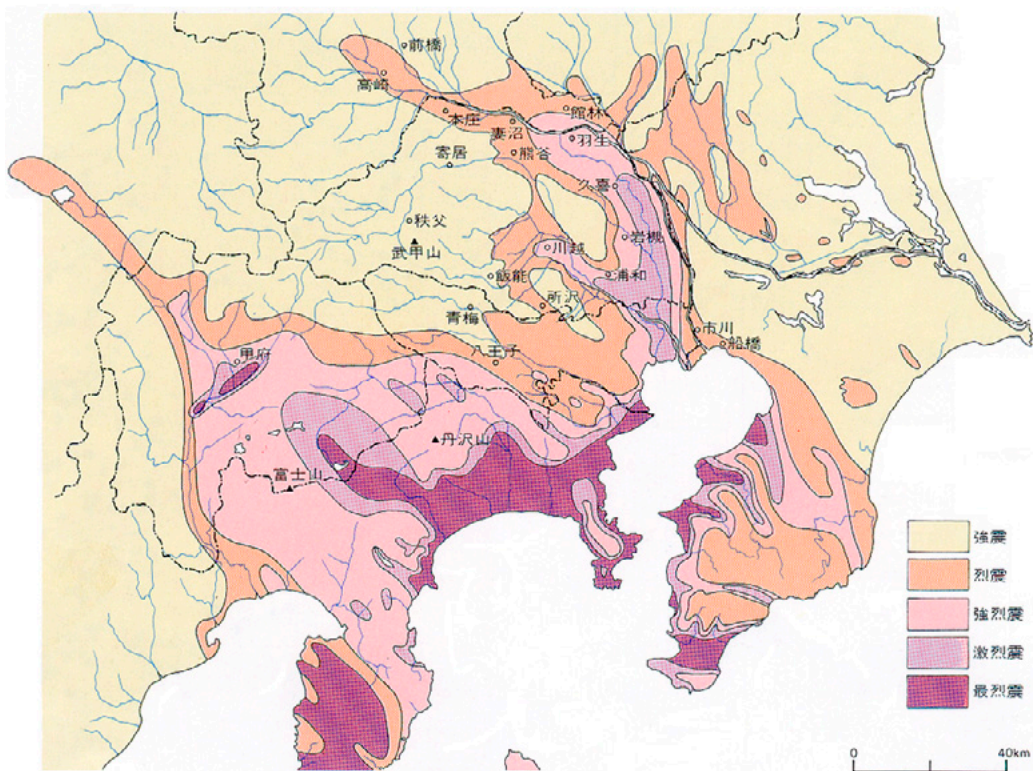 前橋
高崎
館林
本庄
妻沼
羽生
寄居
熊谷
久喜
秩父
岩槻
川越
武甲山
飯能
浦和
所沢
青梅
市川
船橋
八王子
甲府
丹沢山
富士山
強震
烈震
強烈震
激烈震
最烈震
0 40km